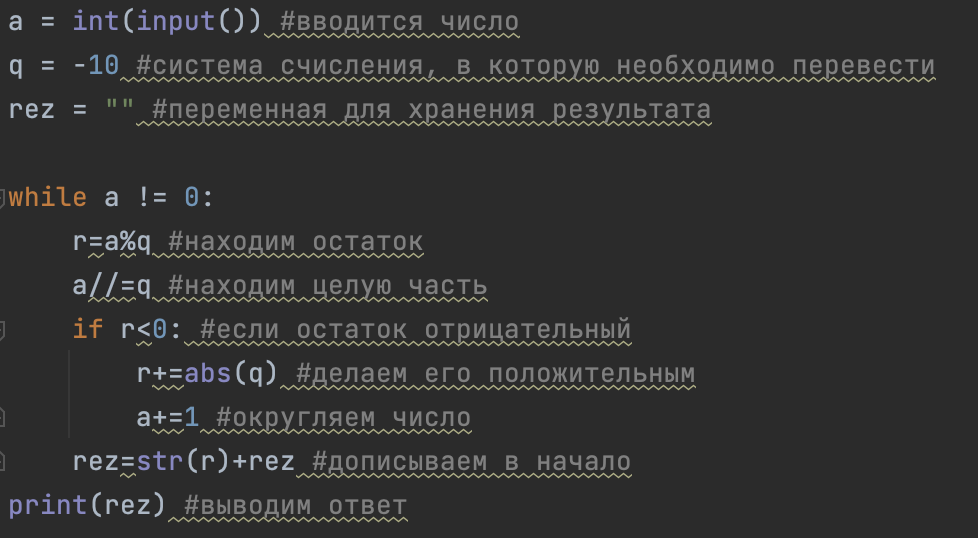 a = int(input()) #вводится число
q = -10 #система счисления, в которую необходимо перевести
rez = "" #переменная для хранения результата
while a != 0:
r=a%q #находим остаток
a//=q #находим целую часть
if r<0: #если остаток отрицательный
r+=abs(q) #делаем его положительным
a+=1 #округляем число
rez=str(r)+rez #дописываем в начало
print(rez) #выводим ответ